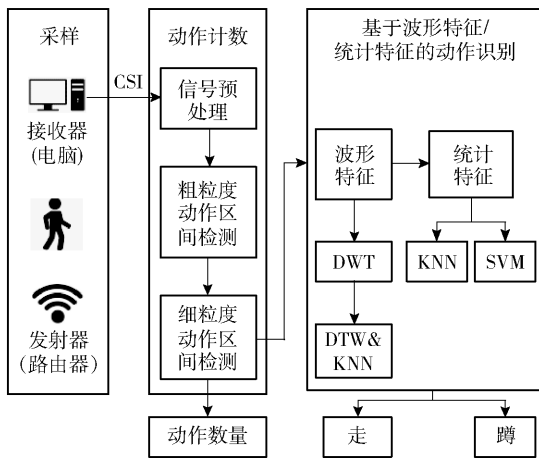 采样
接收器
(电脑)
发射器
(路由器)
CSI
动作计数
信号预
处理
粗粒度
动作区
间检测
细粒度
动作区
间检测
动作数量
基于波形特征/
统计特征的动作识别
波形
特征
统计
特征
DWT
KNN
SVM
DTW&
KNN
走
蹲